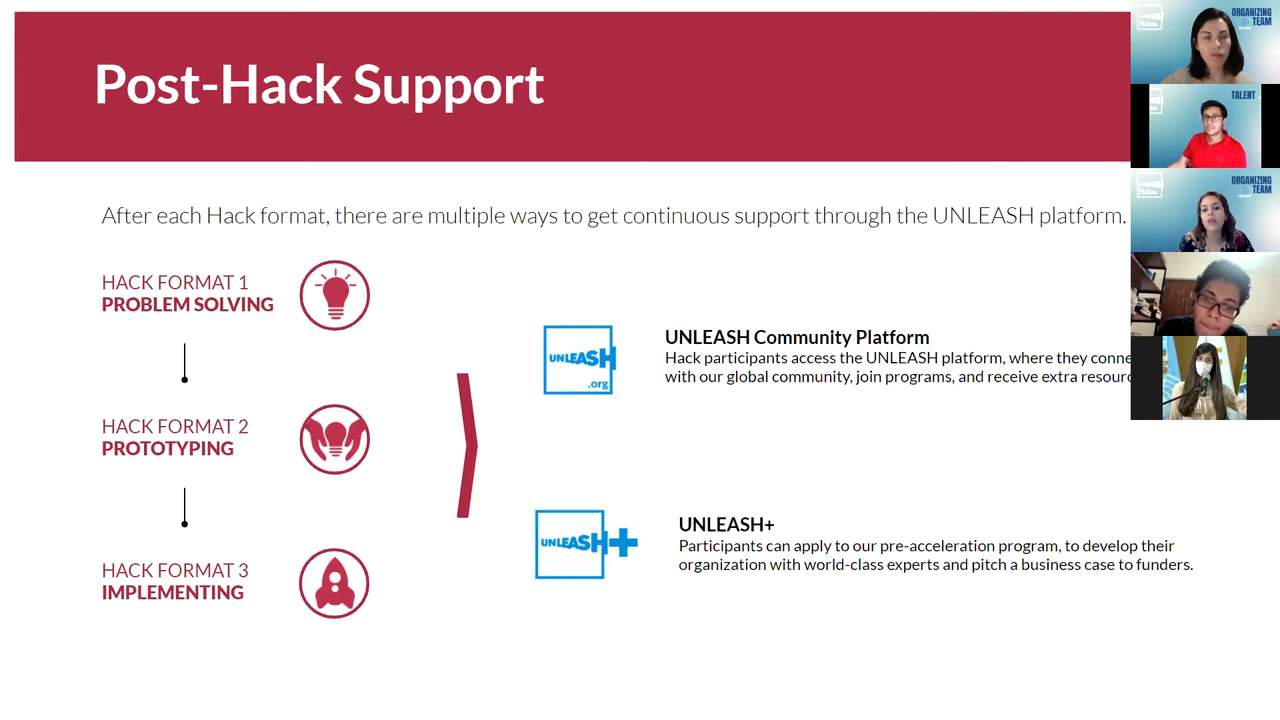 Post-Hack Support
After each Hack format, there are multiple ways to get continuous support through the UNLEASH platform.
HACK FORMAT 1
PROBLEM SOLVING
HACK FORMAT 2
PROTOTYPING
HACK FORMAT 3
IMPLEMENTING
UNLEASH
.org
UNLEASH Community Platform
Hack participants access the UNLEASH platform, where they conne
with our global community, join programs, and receive extra resourc
UNLEASH+
UNLEASH+
Participants can apply to our pre-acceleration program, to develop their
organization with world-class experts and pitch a business case to funders.
ORGANIZING
TEAM
TALENT
ORGANIZING
TEAM